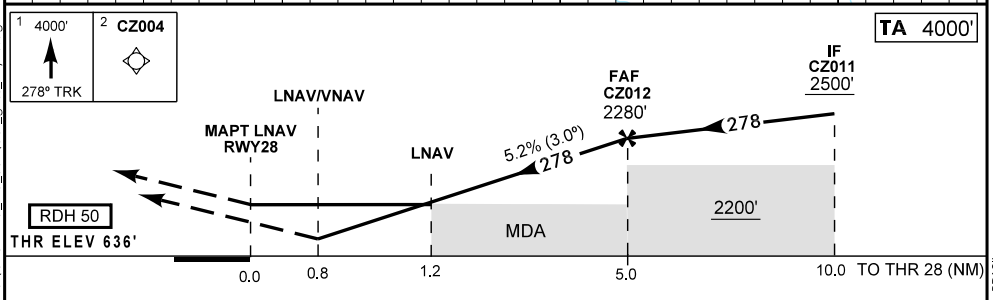 1 4000'
278° TRK
2 CZ004
TA 4000'
IF
CZ011
2500'
FAF
CZ012
2280'
LNAV/VNAV
MAPT LNAV
RWY28
LNAV
5.2% (3.0°)
278
278
RDH 50
THR ELEV 636'
MDA
2200'
0.0 0.8 1.2 5.0 10.0 TO THR 28 (NM)